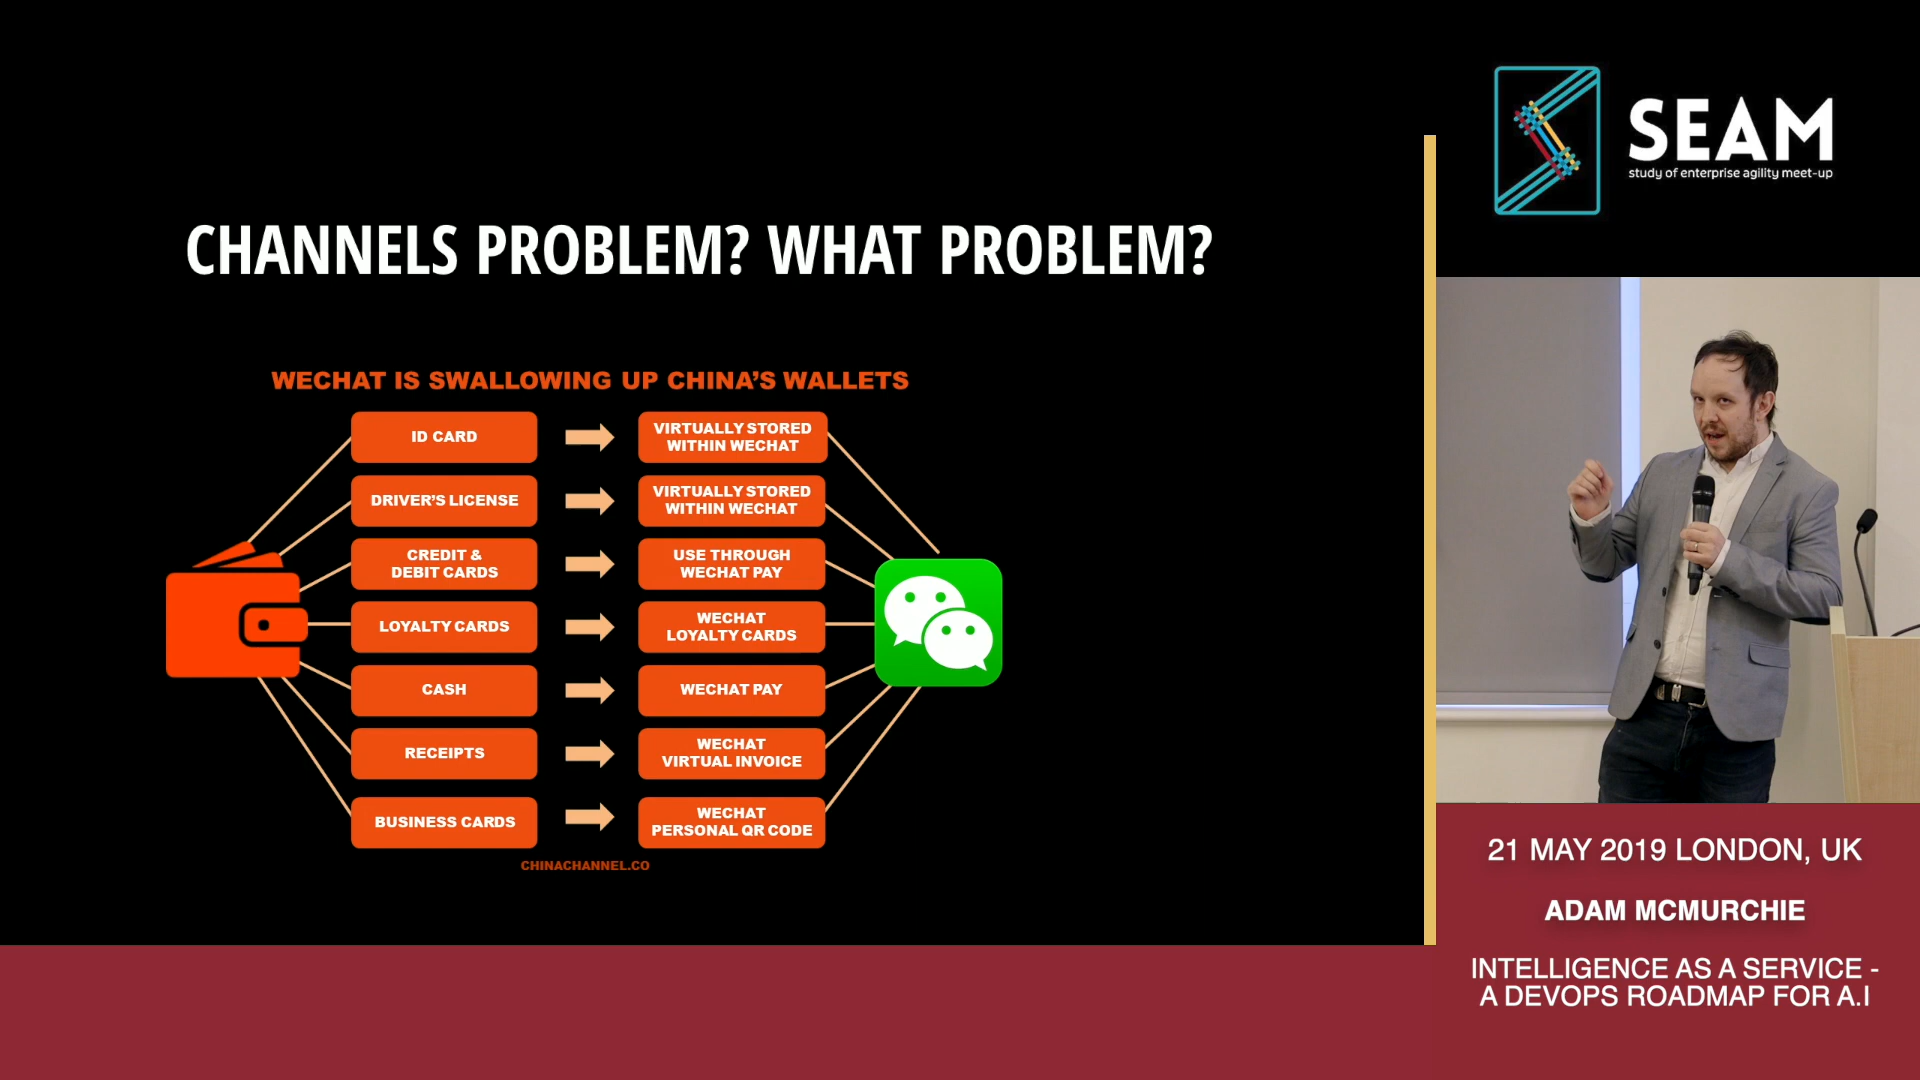 CHANNELS PROBLEM? WHAT PROBLEM?
WECHAT IS SWALLOWING UP CHINA'S WALLETS
ID CARD
VIRTUALLY STORED
WITHIN WECHAT
DRIVER'S LICENSE
VIRTUALLY STORED
WITHIN WECHAT
CREDIT &
DEBIT CARDS
USE THROUGH
WECHAT PAY
LOYALTY CARDS
WECHAT
LOYALTY CARDS
CASH
WECHAT PAY
RECEIPTS
WECHAT
VIRTUAL INVOICE
BUSINESS CARDS
WECHAT
PERSONAL QR CODE
CHINACHANNEL.CO
SEAM
study of enterprise agility meet-up
21 MAY 2019 LONDON, UK
ADAM MCMURCHIE
INTELLIGENCE AS A SERVICE -
A DEVOPS ROADMAP FOR A.I